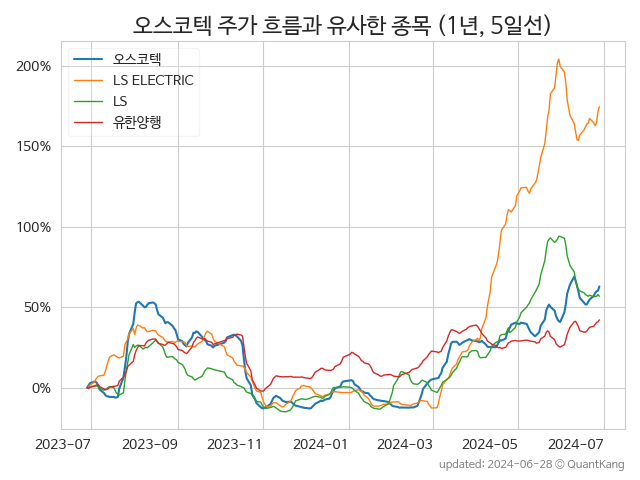 오스코텍 주가 흐름과 유사한 종목 (1년, 5일선)
오스코텍
LS ELECTRIC
LS
유한양행
200%
150%
100%
50%
0%
2023-07 2023-09 2023-11 2024-01 2024-03 2024-05 2024-07
updated: 2024-06-28 © QuantKang